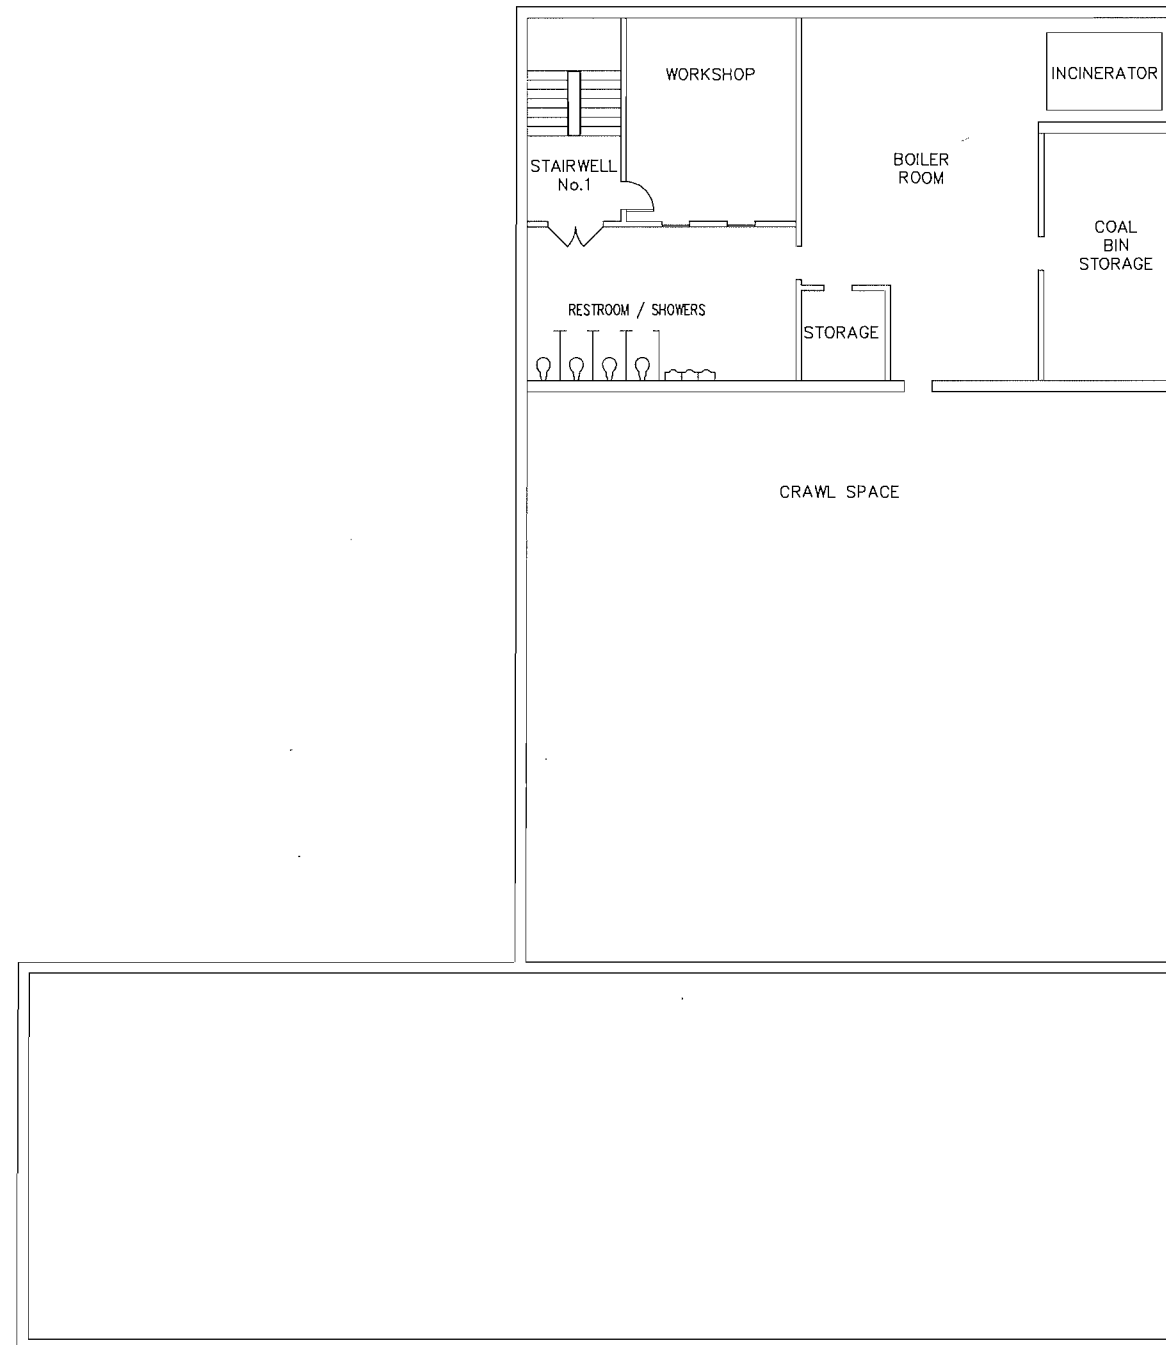 WORKSHOP
INCINERATOR
STAIRWELL
No.1
BOILER
ROOM
COAL
BIN
STORAGE
RESTROOM / SHOWERS
STORAGE
CRAWL SPACE